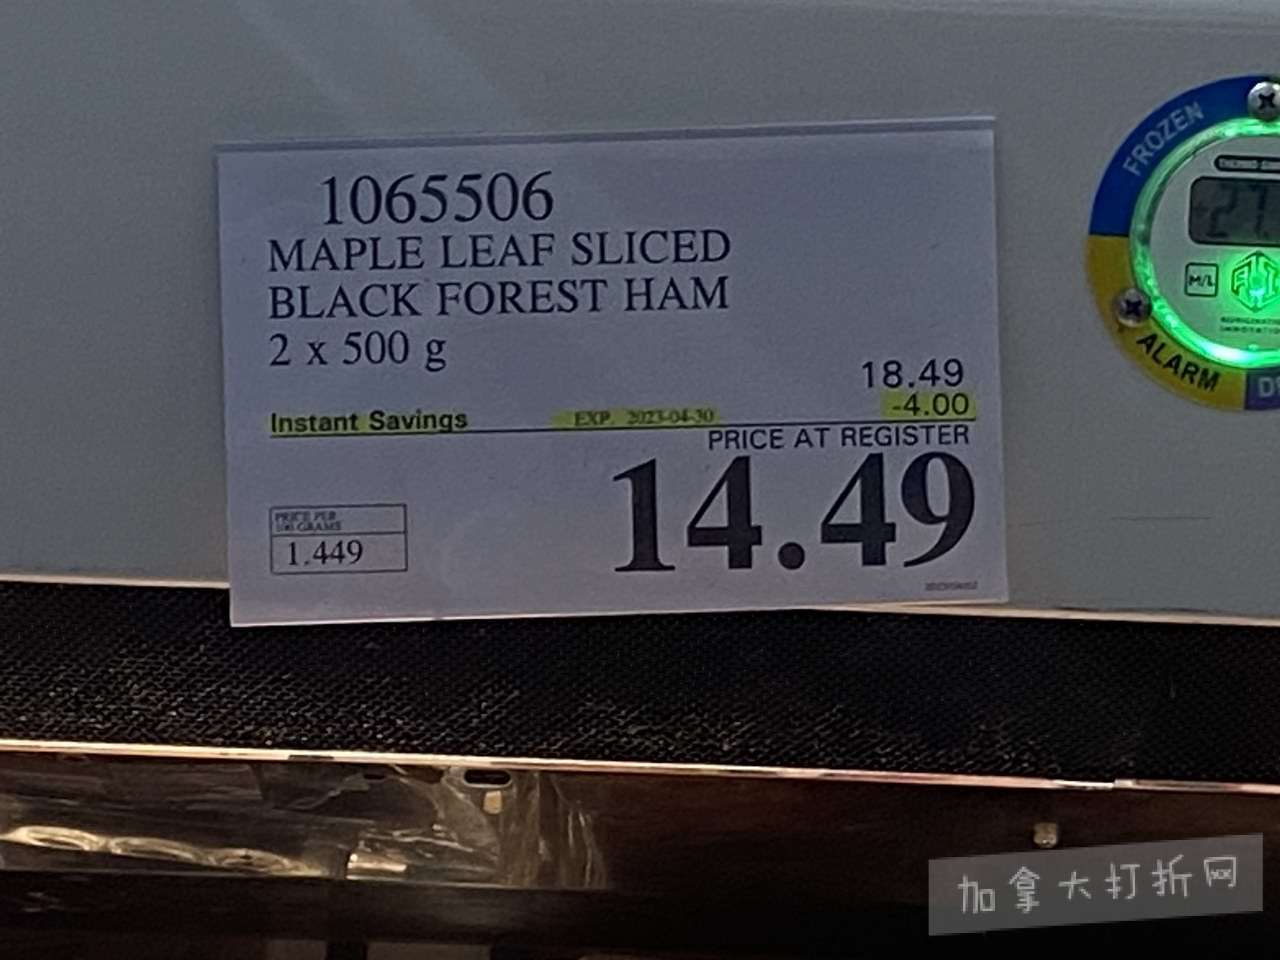 1065506
MAPLE LEAF SLICED
BLACK FOREST HAM
2 x 500 g
18.49
Instant Savings EXP. 2023-04-30 -4.00
PRICE AT REGISTER
14.49
PRICE PER
100 GRAMS
1.449
FROZEN
M/L
ALARM
加拿大打折网